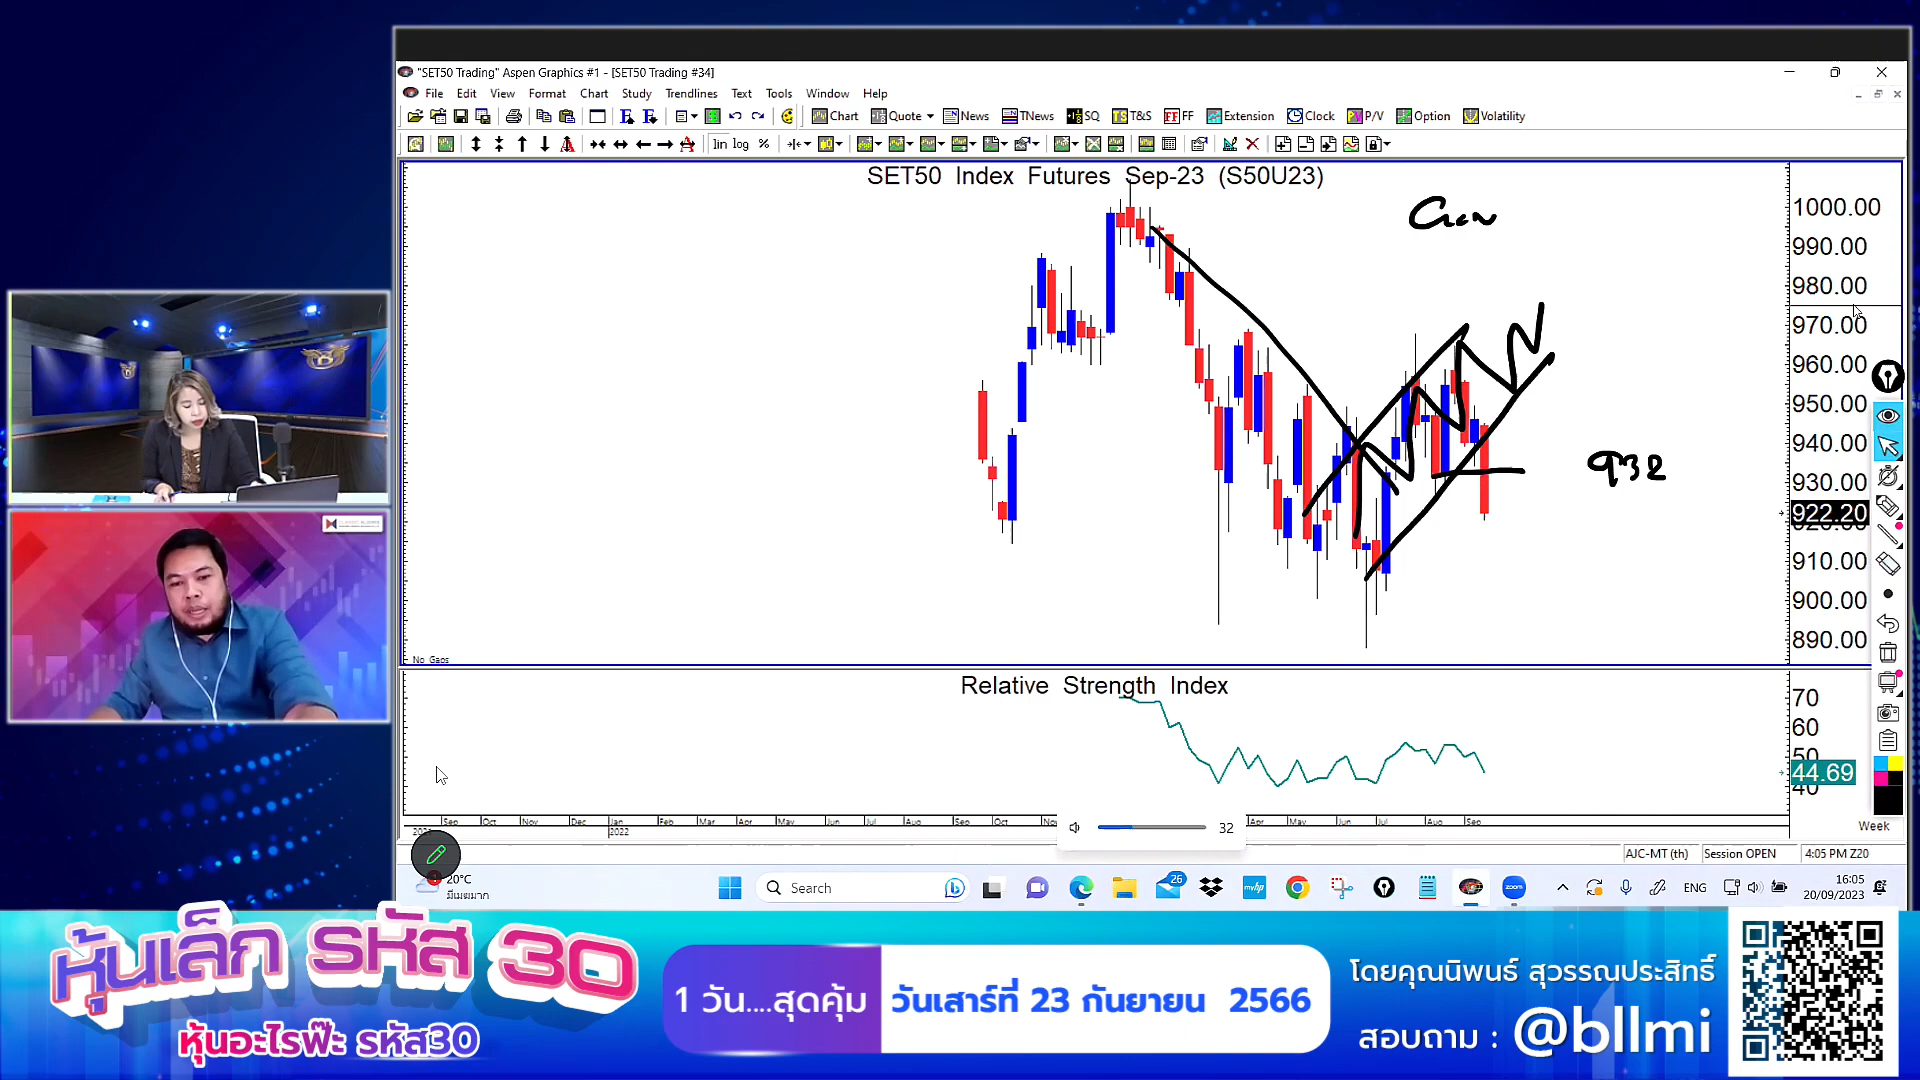 "SET50 Trading" Aspen Graphics #1 - [SET50 Trading #34]
File Edit View Format Chart Study Trendlines Text Tools Window Help
Chart Quote News TNews SQ T&S FF Extension Clock P/V Option Volatility
lin log %
SET50 Index Futures Sep-23 (S50U23)
1000.00
990.00
980.00
970.00
960.00
950.00
940.00
932
930.00
922.20
910.00
900.00
890.00
No Gaps
Relative Strength Index
70
60
50
44.69
40
Sep Oct Nov Dec Jan Feb Mar Apr May Jun Jul Aug Sep Oct Apr May Jun Jul Aug Sep
2022
Week
32
AJC-MT (th) Session OPEN 4:05 PM Z20
20°C
มีเมฆมาก
Search
26
ENG
16:05
20/09/2023
หุ้นเล็ก รหัส 30
หุ้นอะไรฟ๊ะ รหัส30
1 วัน....สุดคุ้ม วันเสาร์ที่ 23 กันยายน 2566
โดยคุณนิพนธ์ สุวรรณประสิทธิ์
สอบถาม : @bllmi